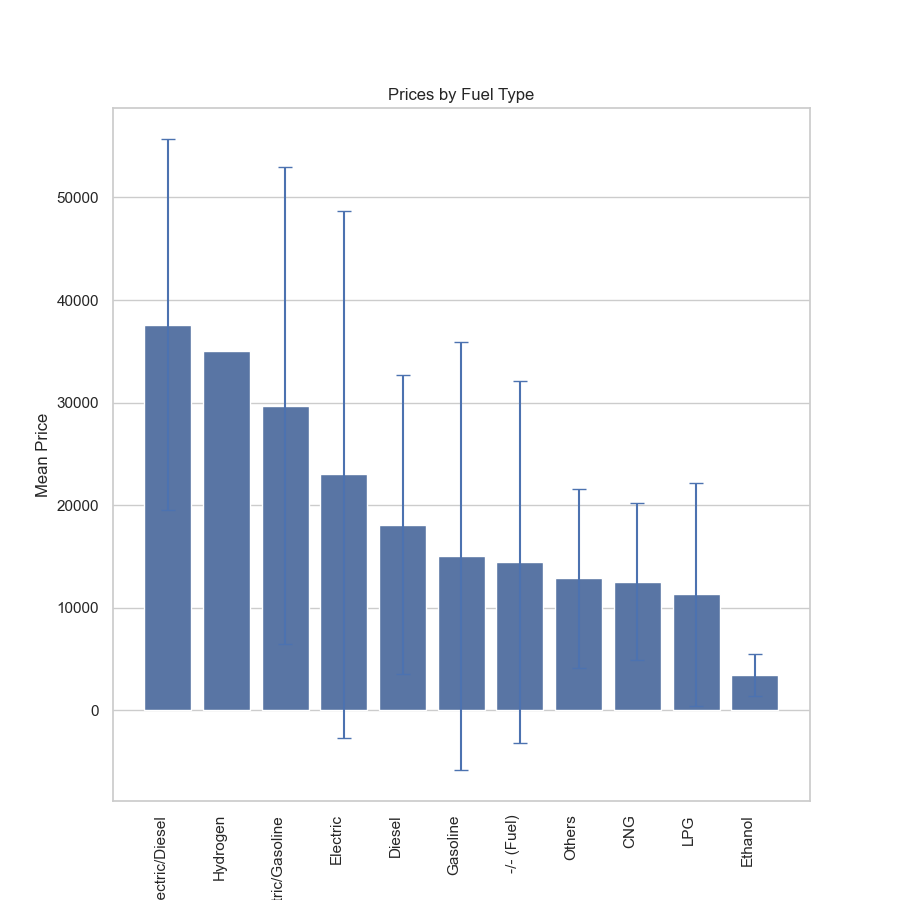 Prices by Fuel Type
Mean Price
50000
40000
30000
20000
10000
0
ectric/Diesel
Hydrogen
tric/Gasoline
Electric
Diesel
Gasoline
-/- (Fuel)
Others
CNG
LPG
Ethanol